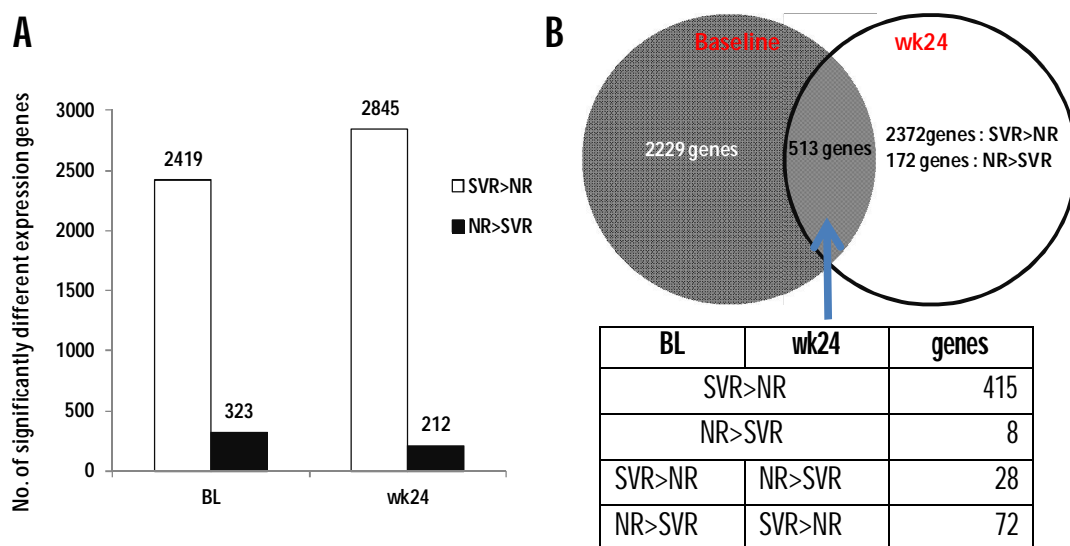 A
No. of significantly different expression genes
3000
2500
2000
1500
1000
500
0
2419
323
2845
212
BL
wk24
SVR>NR
NR>SVR
B
Baseline
wk24
2229 genes
513 genes
2372genes : SVR>NR
172 genes : NR>SVR
BL wk24 genes
SVR>NR 415
NR>SVR 8
SVR>NR NR>SVR 28
NR>SVR SVR>NR 72